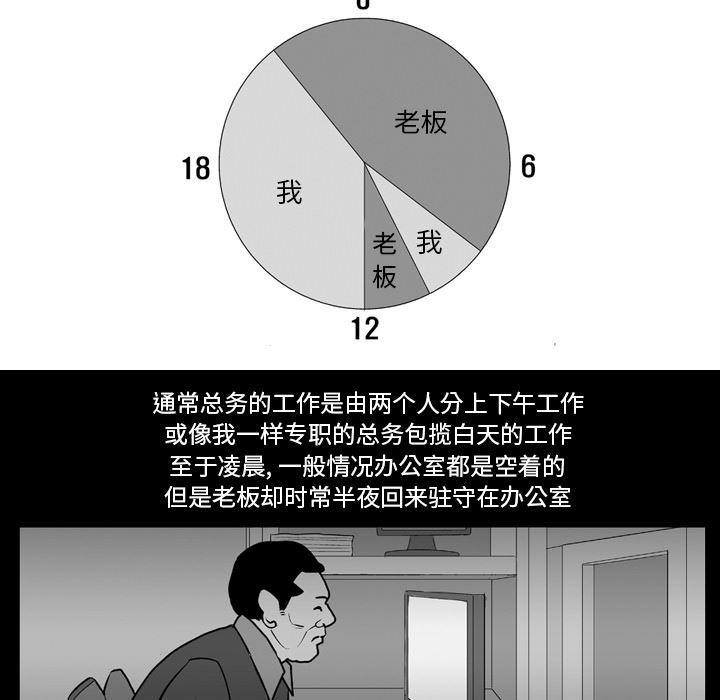 老板
18
6
我
我
老
板
12
通常总务的工作是由两个人分上下午工作
或像我一样专职的总务包揽白天的工作
至于凌晨, 一般情况办公室都是空着的
但是老板却时常半夜回来驻守在办公室